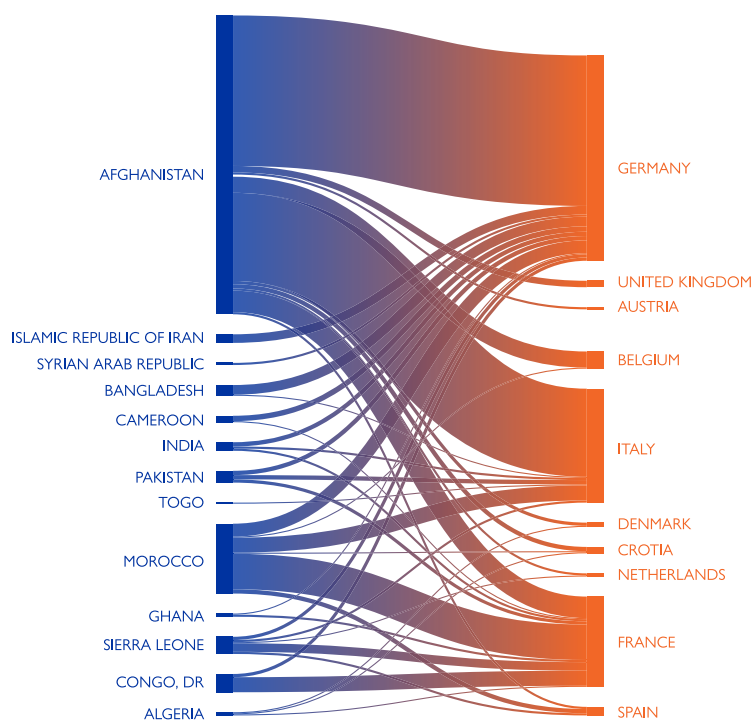 AFGHANISTAN
ISLAMIC REPUBLIC OF IRAN
SYRIAN ARAB REPUBLIC
BANGLADESH
CAMEROON
INDIA
PAKISTAN
TOGO
MOROCCO
GHANA
SIERRA LEONE
CONGO, DR
ALGERIA
GERMANY
UNITED KINGDOM
AUSTRIA
BELGIUM
ITALY
DENMARK
CROTIA
NETHERLANDS
FRANCE
SPAIN